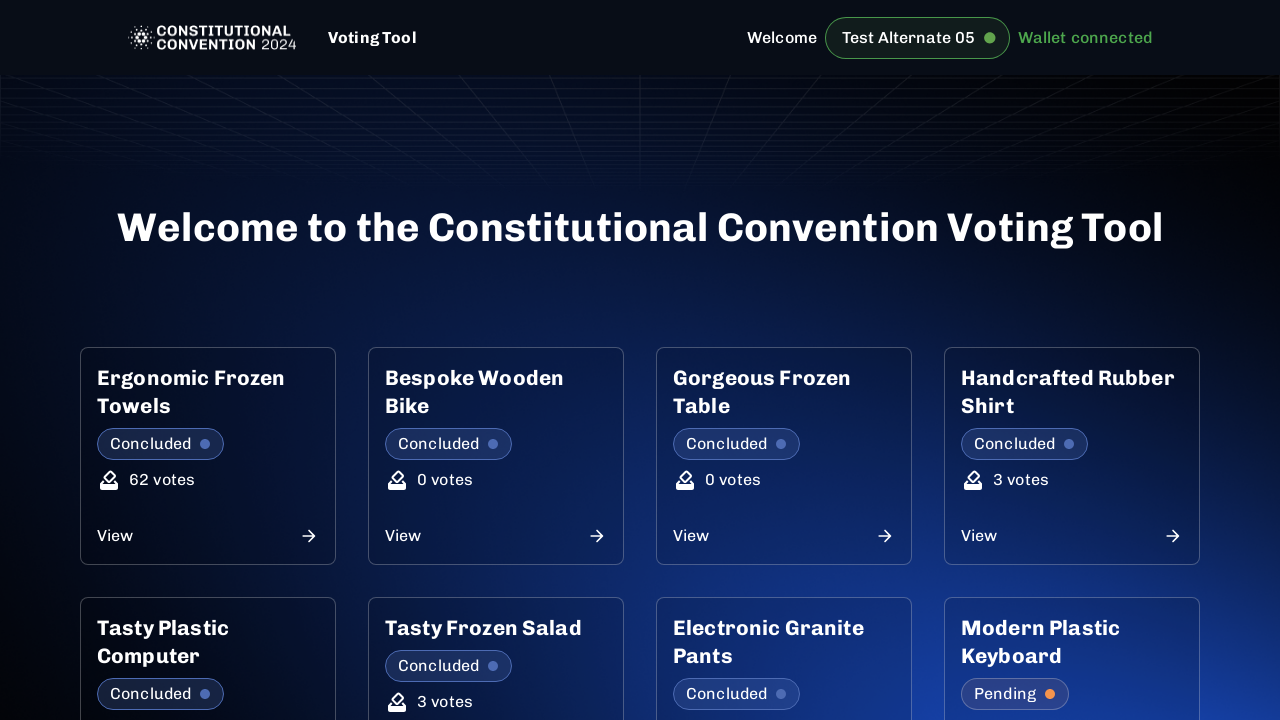 CONSTITUTIONAL
CONVENTION 2024
Voting Tool
Welcome
Test Alternate 05
Wallet connected
Welcome to the Constitutional Convention Voting Tool
Ergonomic Frozen
Towels
Concluded
62 votes
View
Bespoke Wooden
Bike
Concluded
0 votes
View
Gorgeous Frozen
Table
Concluded
0 votes
View
Handcrafted Rubber
Shirt
Concluded
3 votes
View
Tasty Plastic
Computer
Concluded
Tasty Frozen Salad
Concluded
3 votes
Electronic Granite
Pants
Concluded
Modern Plastic
Keyboard
Pending